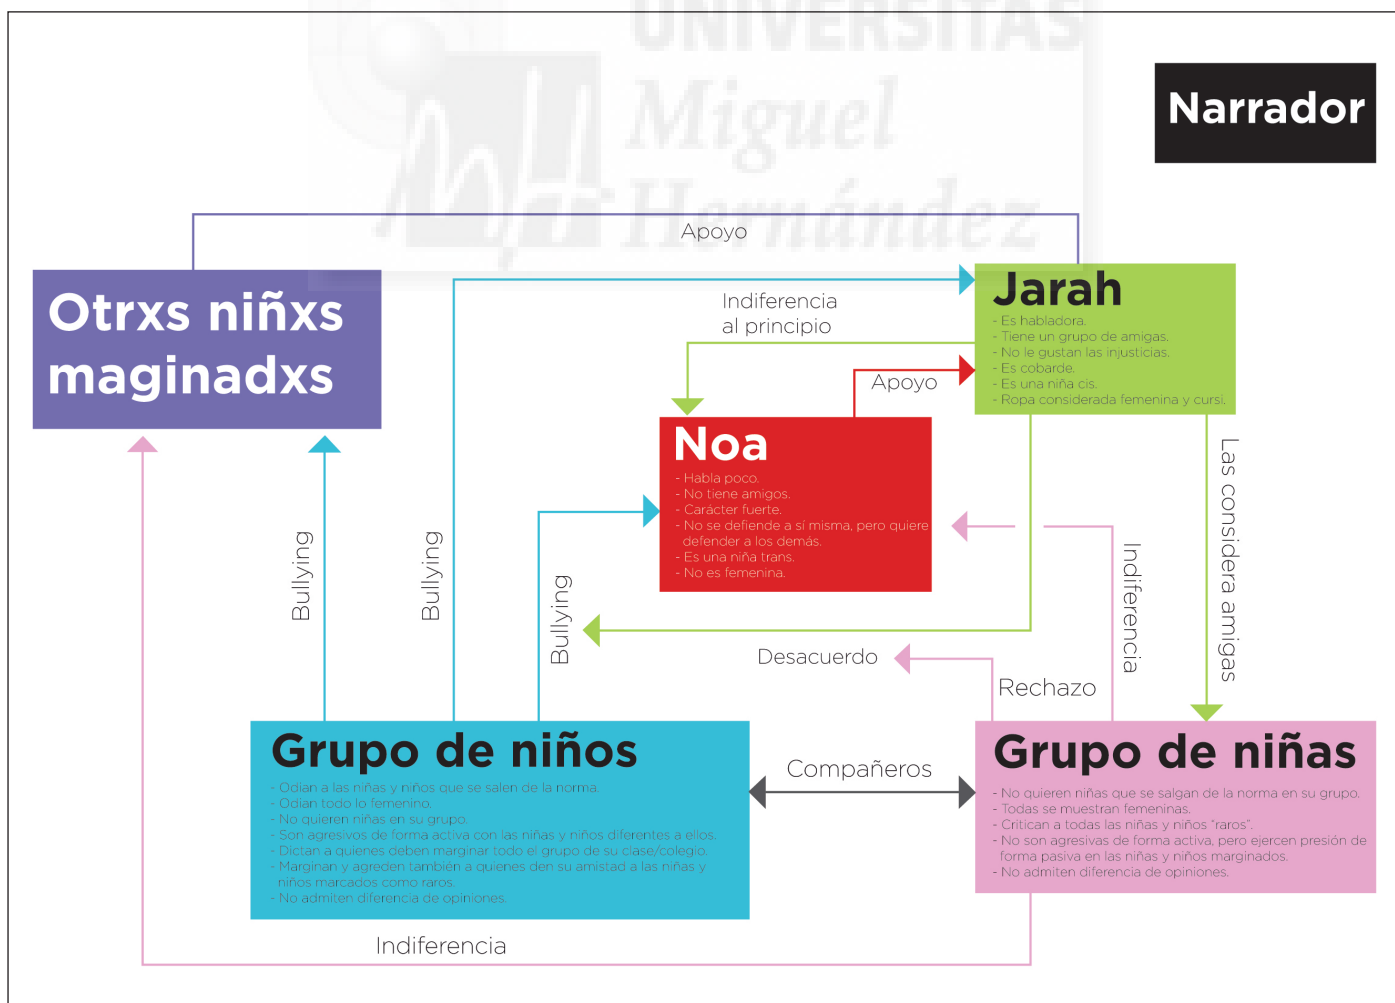 UNIVERSITAS
Miguel
Hernández
Narrador
Apoyo
Otrxs niñxs
maginadxs
Jarah
- Es habladora.
- Tiene un grupo de amigas.
- No le gustan las injusticias.
- Es cobarde.
- Es una niña cis.
- Ropa considerada femenina y cursi.
Indiferencia
al principio
Apoyo
Noa
- Habla poco.
- No tiene amigos.
- Carácter fuerte.
- No se defiende a sí misma, pero quiere
defender a los demás.
- Es una niña trans.
- No es femenina.
Las considera amigas
Bullying
Bullying
Bullying
Indiferencia
Desacuerdo
Rechazo
Grupo de niños
- Odian a las niñas y niños que se salen de la norma.
- Odian todo lo femenino.
- No quieren niñas en su grupo.
- Son agresivos de forma activa con las niñas y niños diferentes a ellos.
- Dictan a quienes deben marginar todo el grupo de su clase/colegio.
- Marginan y agreden también a quienes den su amistad a las niñas y
niños marcados como raros.
- No admiten diferencia de opiniones.
Compañeros
Grupo de niñas
- No quieren niñas que se salgan de la norma en su grupo.
- Todas se muestran femeninas.
- Critican a todas las niñas y niños “raros”.
- No son agresivas de forma activa, pero ejercen presión de
forma pasiva en las niñas y niños marginados.
- No admiten diferencia de opiniones.
Indiferencia